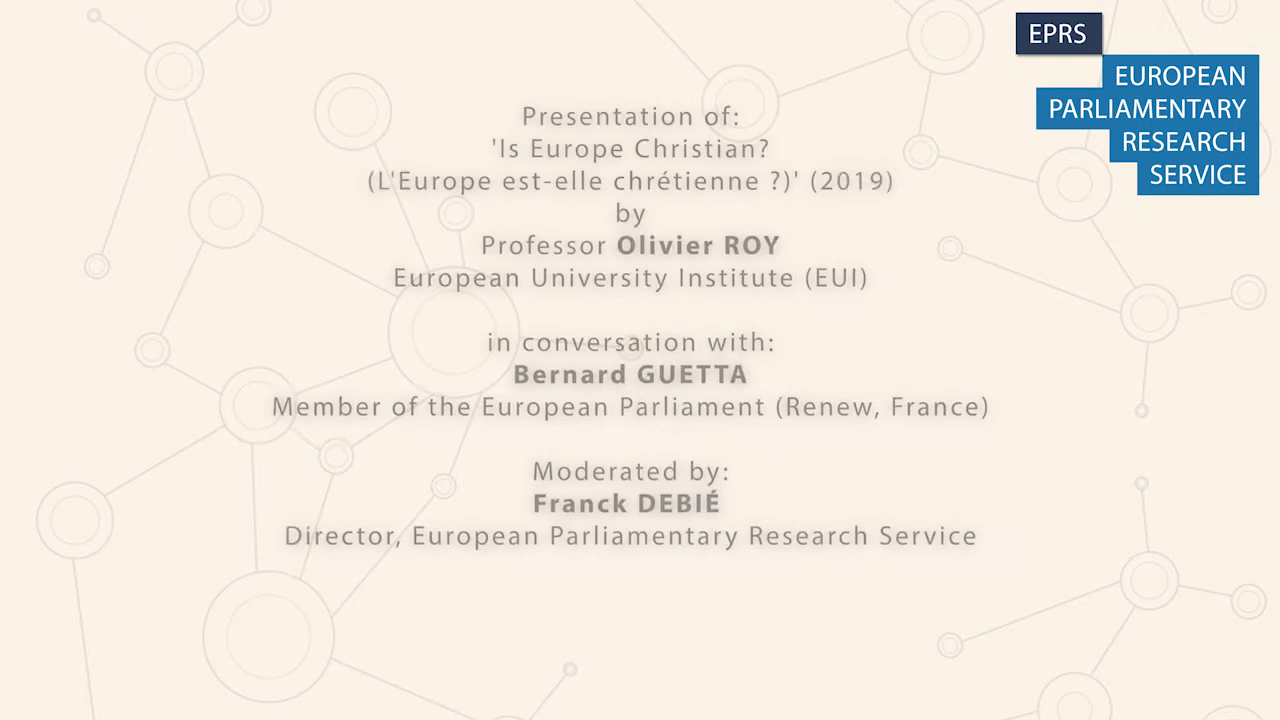 EPRS
EUROPEAN
PARLIAMENTARY
RESEARCH
SERVICE
Presentation of:
'Is Europe Christian?
(L'Europe est-elle chrétienne ?)' (2019)
by
Professor Olivier ROY
European University Institute (EUI)
in conversation with:
Bernard GUETTA
Member of the European Parliament (Renew, France)
Moderated by:
Franck DEBIÉ
Director, European Parliamentary Research Service